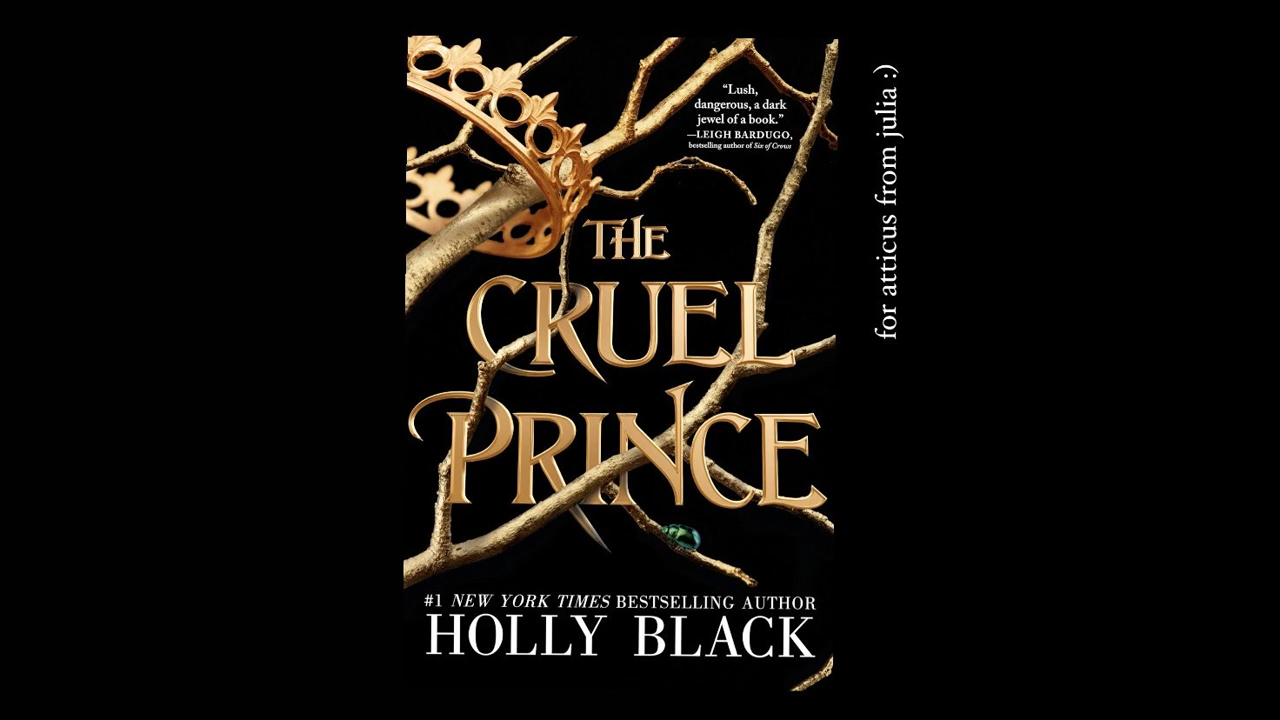 “Lush,
dangerous, a dark
jewel of a book.”
—LEIGH BARDUGO,
bestselling author of Six of Crows
THE
CRUEL
PRINCE
#1 NEW YORK TIMES BESTSELLING AUTHOR
HOLLY BLACK
for atticus from julia :)